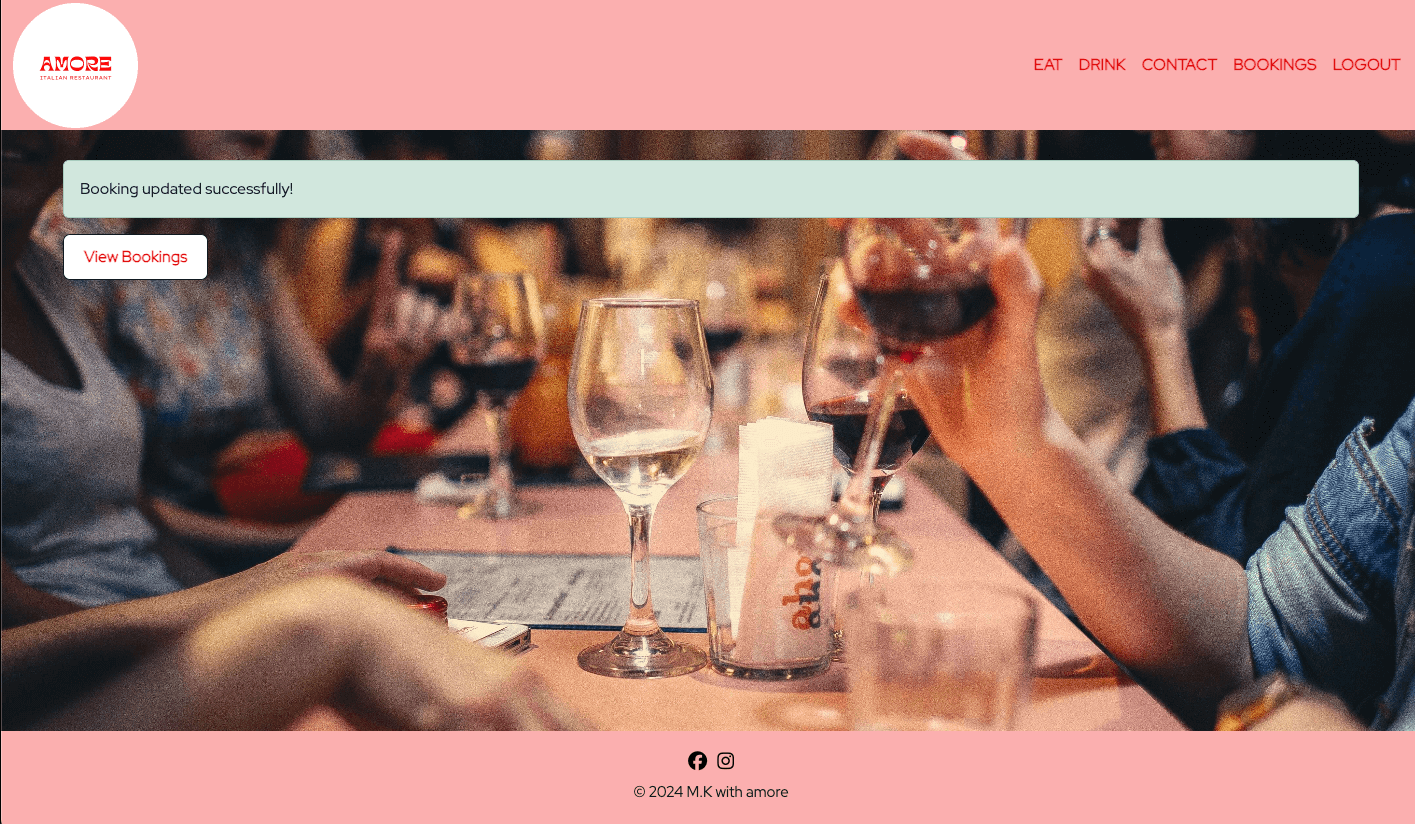 AMORE
ITALIAN RESTAURANT
EAT DRINK CONTACT BOOKINGS LOGOUT
Booking updated successfully!
View Bookings
© 2024 M.K with amore